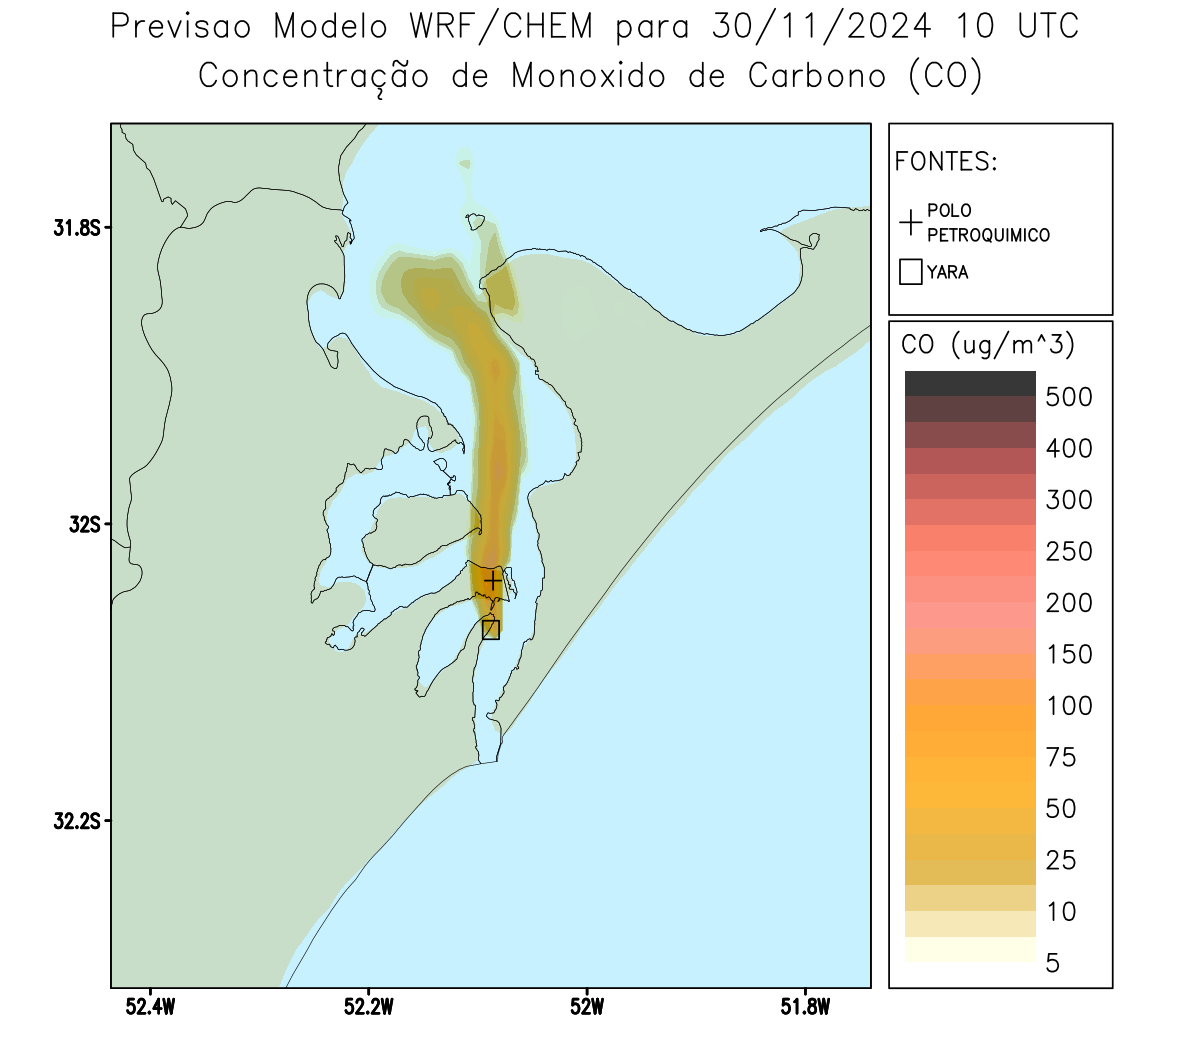 Previsao Modelo WRF/CHEM para 30/11/2024 10 UTC
Concentração de Monoxido de Carbono (CO)
FONTES:
POLO
PETROQUIMICO
YARA
CO (ug/m^3)
500
400
300
250
200
150
100
75
50
25
10
5
31.8S
32S
32.2S
52.4W
52.2W
52W
51.8W